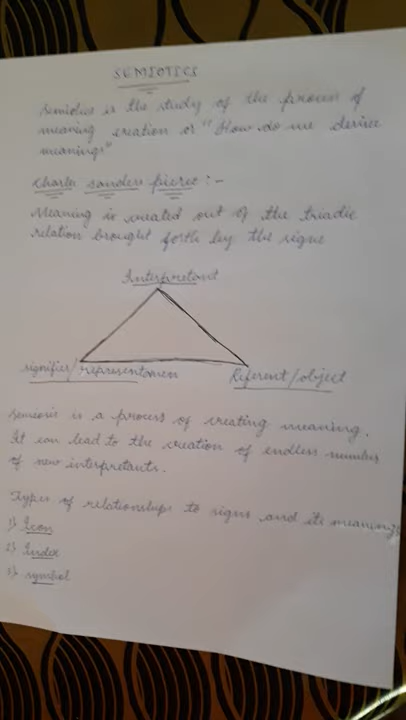 SEMIOTICS
Semiotics is the study of the process of
meaning creation or "How do we derive
meanings"
Charles sanders pierce :-
Meaning is created out of the triadic
relation brought forth by the signs
Interpretant
signifier/representamen
Referent/object
semiosis is a process of creating meaning.
It can lead to the creation of endless number
of new interpretants.
Types of relationships to signs and its meanings
1) Icon
2) Index
3) symbol